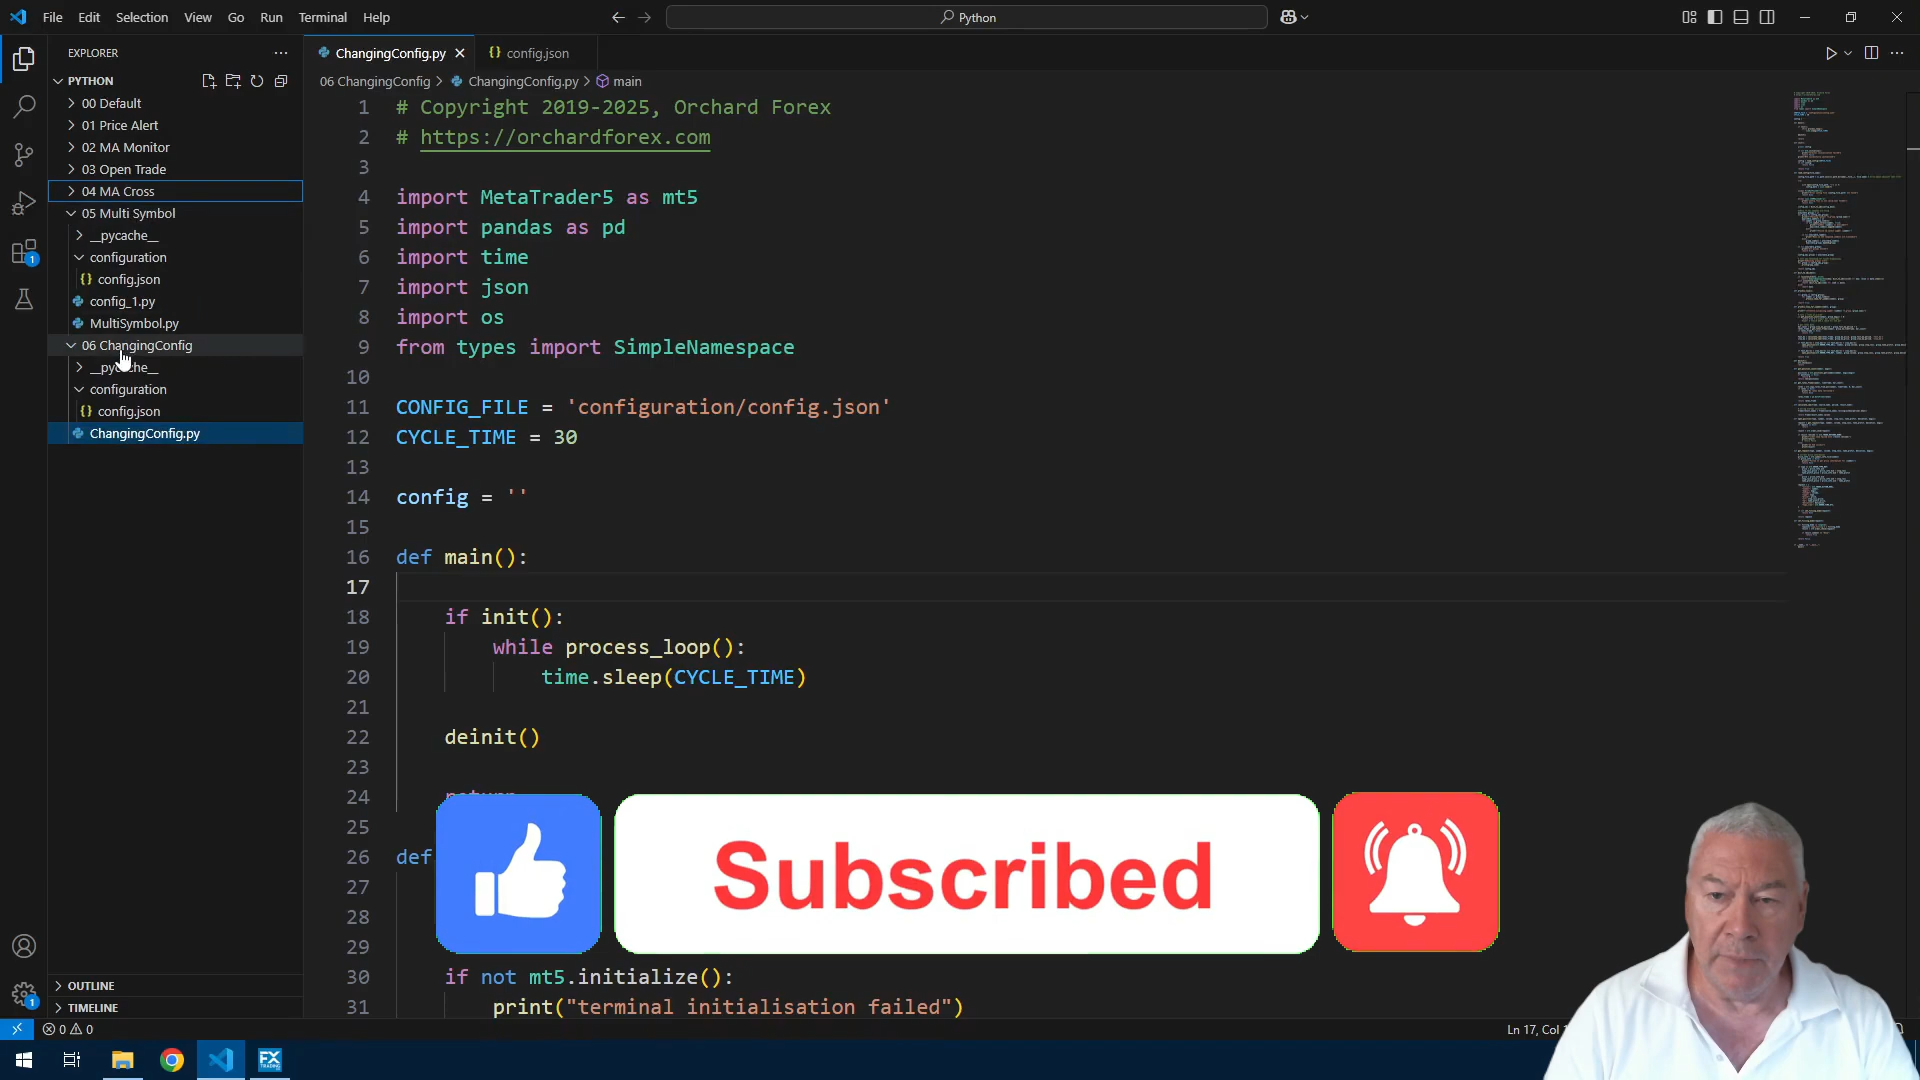 File Edit Selection View Go Run Terminal Help
Python
EXPLORER
PYTHON
00 Default
01 Price Alert
02 MA Monitor
03 Open Trade
04 MA Cross
05 Multi Symbol
__pycache__
configuration
{} config.json
config_1.py
MultiSymbol.py
06 ChangingConfig
__pycache__
configuration
{} config.json
ChangingConfig.py
OUTLINE
TIMELINE
1
1
ChangingConfig.py
{} config.json
06 ChangingConfig > ChangingConfig.py > main
1 # Copyright 2019-2025, Orchard Forex
2 # https://orchardforex.com
3
4 import MetaTrader5 as mt5
5 import pandas as pd
6 import time
7 import json
8 import os
9 from types import SimpleNamespace
10
11 CONFIG_FILE = 'configuration/config.json'
12 CYCLE_TIME = 30
13
14 config = ''
15
16 def main():
17
18 if init():
19 while process_loop():
20 time.sleep(CYCLE_TIME)
21
22 deinit()
23
24 return
25
26 def
27
28
29
30 if not mt5.initialize():
31 print("terminal initialisation failed")
Subscribed
0 0
Ln 17, Col
FX